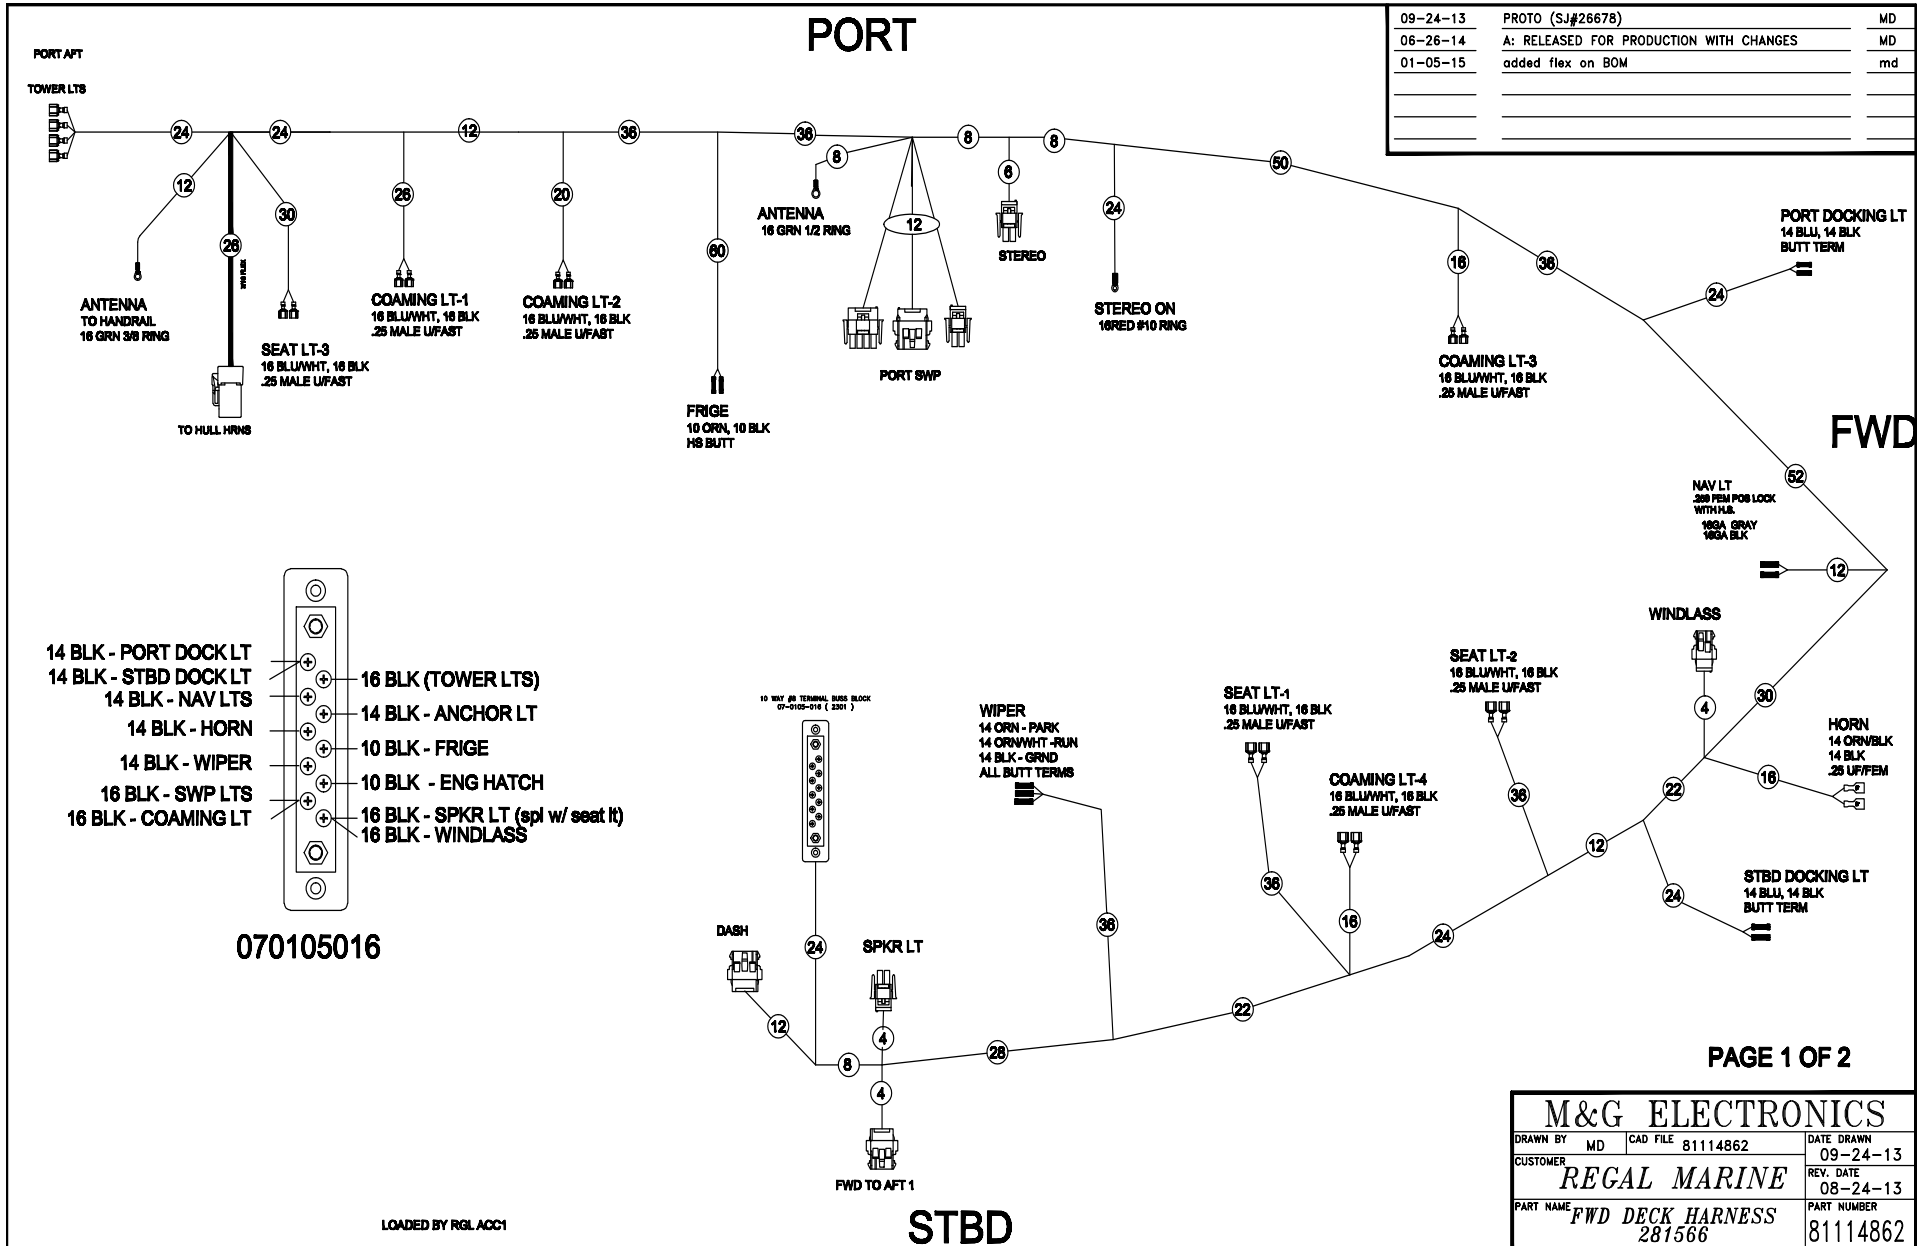 PORT
09-24-13 PROTO (SJ#26678) MD
06-26-14 A: RELEASED FOR PRODUCTION WITH CHANGES MD
01-05-15 added flex on BOM md
PORT AFT
TOWER LTS
24
24
12
36
36
8
8
8
50
12
30
26
26
20
60
12
6
24
16
36
24
ANTENNA
TO HANDRAIL
16 GRN 3/8 RING
TO HULL HRNS
SEAT LT-3
16 BLU/WHT, 16 BLK
.25 MALE U/FAST
COAMING LT-1
16 BLU/WHT, 16 BLK
.25 MALE U/FAST
COAMING LT-2
16 BLU/WHT, 16 BLK
.25 MALE U/FAST
FRIGE
10 ORN, 10 BLK
HS BUTT
ANTENNA
16 GRN 1/2 RING
PORT SWP
STEREO
STEREO ON
16RED #10 RING
COAMING LT-3
16 BLU/WHT, 16 BLK
.25 MALE U/FAST
PORT DOCKING LT
14 BLU, 14 BLK
BUTT TERM
FWD
52
NAV LT
.250 FEM POS LOCK
WITH H.S.
16GA GRAY
16GA BLK
12
14 BLK - PORT DOCK LT
14 BLK - STBD DOCK LT
14 BLK - NAV LTS
14 BLK - HORN
14 BLK - WIPER
16 BLK - SWP LTS
16 BLK - COAMING LT
16 BLK (TOWER LTS)
14 BLK - ANCHOR LT
10 BLK - FRIGE
10 BLK - ENG HATCH
16 BLK - SPKR LT (spl w/ seat lt)
16 BLK - WINDLASS
070105016
10 WAY #8 TERMINAL BUSS BLOCK
07-0105-016 ( 2301 )
WIPER
14 ORN - PARK
14 ORN/WHT -RUN
14 BLK - GRND
ALL BUTT TERMS
SEAT LT-1
16 BLU/WHT, 16 BLK
.25 MALE U/FAST
COAMING LT-4
16 BLU/WHT, 16 BLK
.25 MALE U/FAST
SEAT LT-2
16 BLU/WHT, 16 BLK
.25 MALE U/FAST
WINDLASS
4
30
HORN
14 ORN/BLK
14 BLK
.25 UF/FEM
16
22
36
12
STBD DOCKING LT
14 BLU, 14 BLK
BUTT TERM
24
36
16
24
36
22
DASH
12
24
SPKR LT
4
8
28
4
FWD TO AFT 1
STBD
LOADED BY RGL ACC1
PAGE 1 OF 2
M&G ELECTRONICS
DRAWN BY MD CAD FILE 81114862 DATE DRAWN 09-24-13
CUSTOMER REGAL MARINE REV. DATE 08-24-13
PART NAME FWD DECK HARNESS 281566
PART NUMBER 81114862